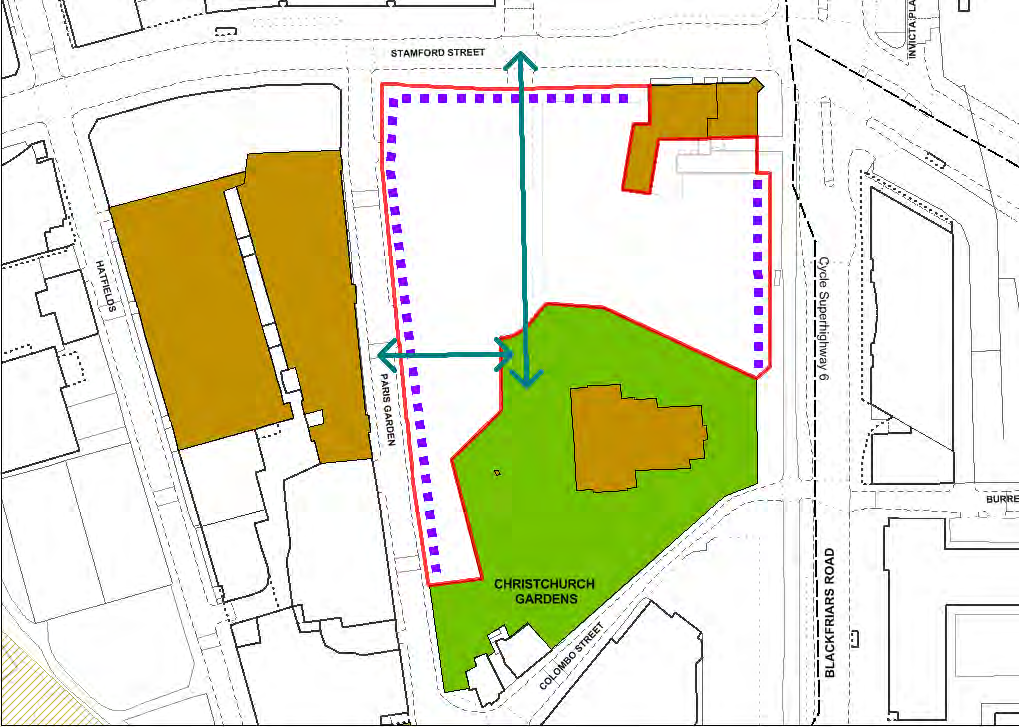 INVICTA PLA
STAMFORD STREET
HATFIELDS
PARIS GARDEN
Cycle Superhighway 6
BURRE
CHRISTCHURCH
GARDENS
COLOMBO STREET
BLACKFRIARS ROAD